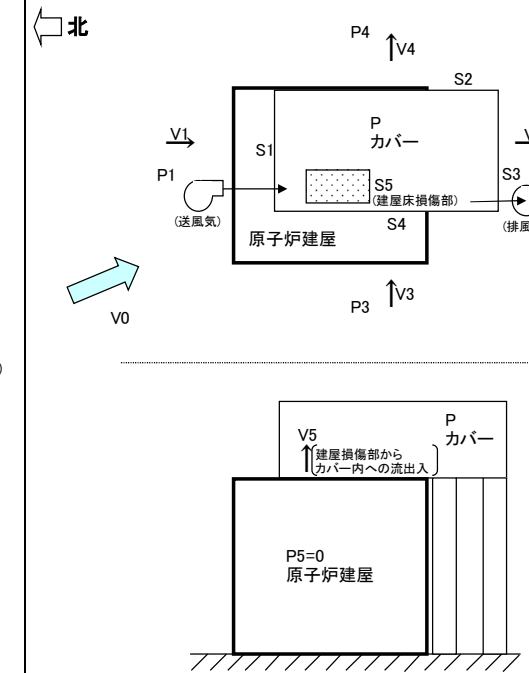 北
P4
V4
S2
P
カバー
V1
S1
P1
S3
S5
(建屋床損傷部)
(送風気)
S4
(排風
原子炉建屋
V3
P3
V0
)
P
カバー
V5
建屋損傷部から
カバー内への流出入
P5=0
原子炉建屋